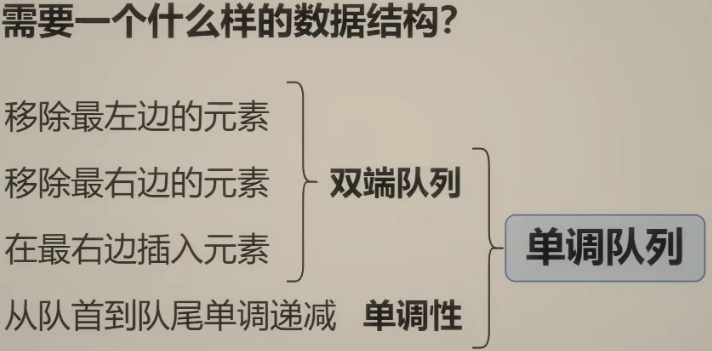 需要一个什么样的数据结构？
移除最左边的元素
移除最右边的元素
双端队列
在最右边插入元素
单调队列
从队首到队尾单调递减 单调性